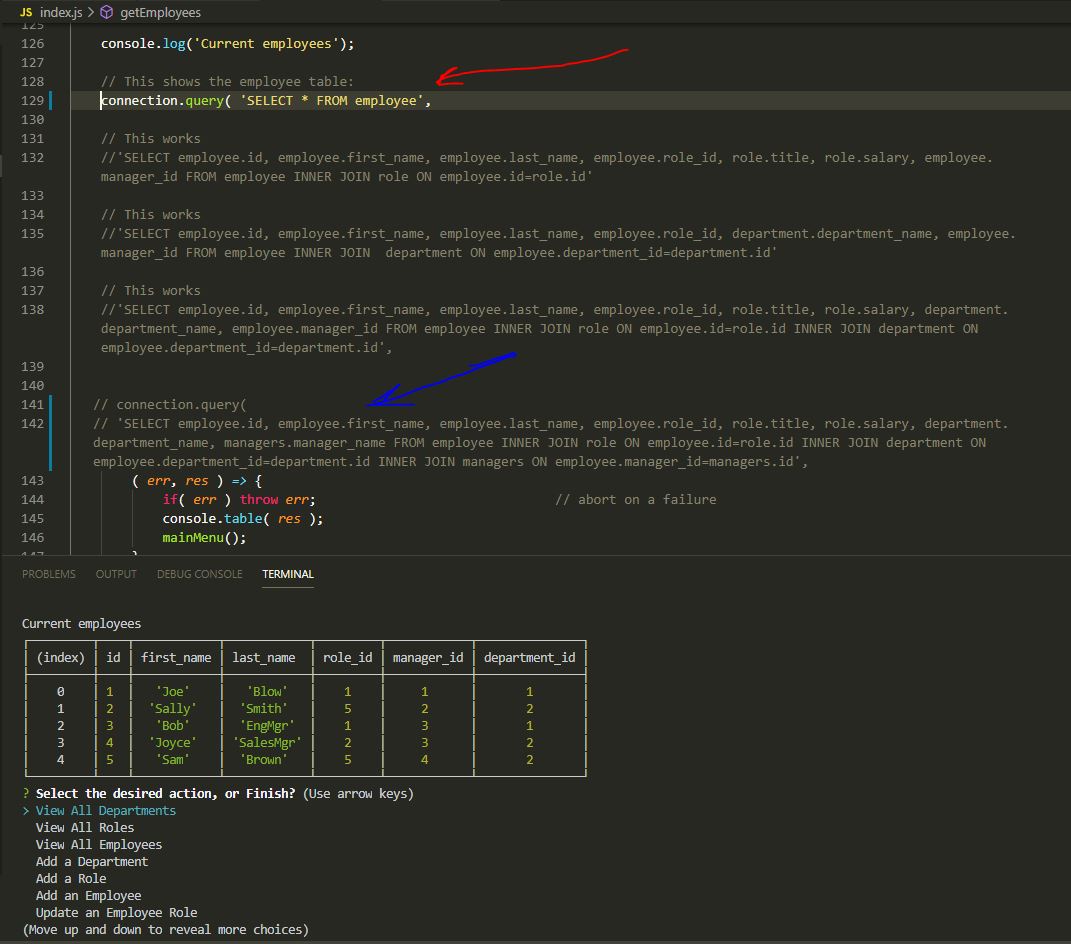 JS index.js > getEmployees
125
126 console.log('Current employees');
127
128 // This shows the employee table:
129 connection.query( 'SELECT * FROM employee',
130
131 // This works
132 //'SELECT employee.id, employee.first_name, employee.last_name, employee.role_id, role.title, role.salary, employee.
manager_id FROM employee INNER JOIN role ON employee.id=role.id'
133
134 // This works
135 //'SELECT employee.id, employee.first_name, employee.last_name, employee.role_id, department.department_name, employee.
manager_id FROM employee INNER JOIN  department ON employee.department_id=department.id'
136
137 // This works
138 //'SELECT employee.id, employee.first_name, employee.last_name, employee.role_id, role.title, role.salary, department.
department_name, employee.manager_id FROM employee INNER JOIN role ON employee.id=role.id INNER JOIN department ON
employee.department_id=department.id',
139
140
141 // connection.query(
142 // 'SELECT employee.id, employee.first_name, employee.last_name, employee.role_id, role.title, role.salary, department.
department_name, managers.manager_name FROM employee INNER JOIN role ON employee.id=role.id INNER JOIN department ON
employee.department_id=department.id INNER JOIN managers ON employee.manager_id=managers.id',
143 ( err, res ) => {
144 if( err ) throw err; // abort on a failure
145 console.table( res );
146 mainMenu();
147
PROBLEMS OUTPUT DEBUG CONSOLE TERMINAL
Current employees
(index) id first_name last_name role_id manager_id department_id
0 1 'Joe' 'Blow' 1 1 1
1 2 'Sally' 'Smith' 5 2 2
2 3 'Bob' 'EngMgr' 1 3 1
3 4 'Joyce' 'SalesMgr' 2 3 2
4 5 'Sam' 'Brown' 5 4 2
? Select the desired action, or Finish? (Use arrow keys)
> View All Departments
View All Roles
View All Employees
Add a Department
Add a Role
Add an Employee
Update an Employee Role
(Move up and down to reveal more choices)